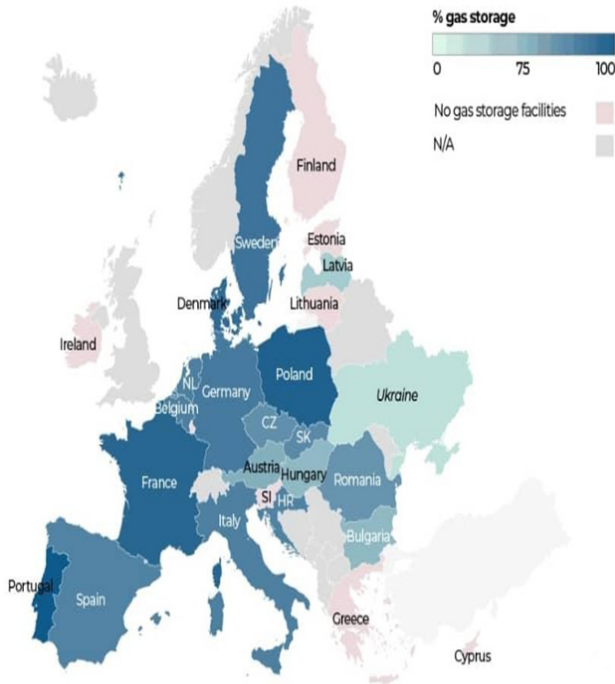 % gas storage
0 75 100
No gas storage facilities
N/A
Finland
Sweden
Estonia
Latvia
Denmark
Lithuania
Ireland
NL
Germany
Poland
Belgium
Ukraine
CZ
SK
Austria
Hungary
France
SI
HR
Romania
Italy
Bulgaria
Portugal
Spain
Greece
Cyprus